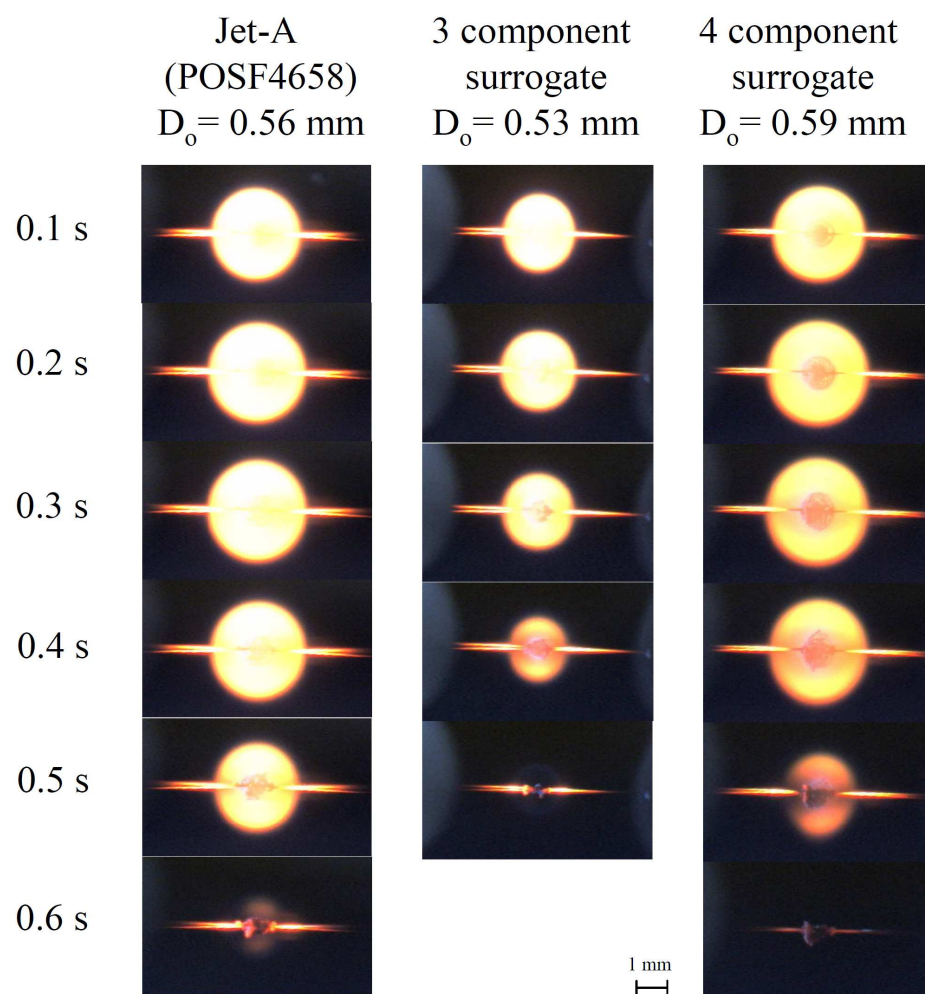 Jet-A
(POSF4658)
Dₒ= 0.56 mm
3 component
surrogate
Dₒ= 0.53 mm
4 component
surrogate
Dₒ= 0.59 mm
0.1 s
0.2 s
0.3 s
0.4 s
0.5 s
0.6 s
1 mm